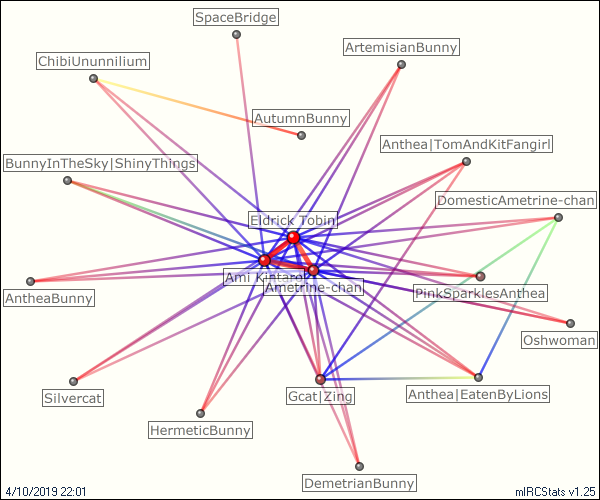 SpaceBridge
ArtemisianBunny
ChibiUnunnilium
AutumnBunny
Anthea|TomAndKitFangirl
BunnyInTheSky|ShinyThings
DomesticAmetrine-chan
Eldrick Tobin
Ami Kintaro
Ametrine-chan
PinkSparklesAnthea
AntheaBunny
Oshwoman
Silvercat
Gcat|Zing
Anthea|EatenByLions
HermeticBunny
DemetrianBunny
4/10/2019 22:01
mIRCStats v1.25